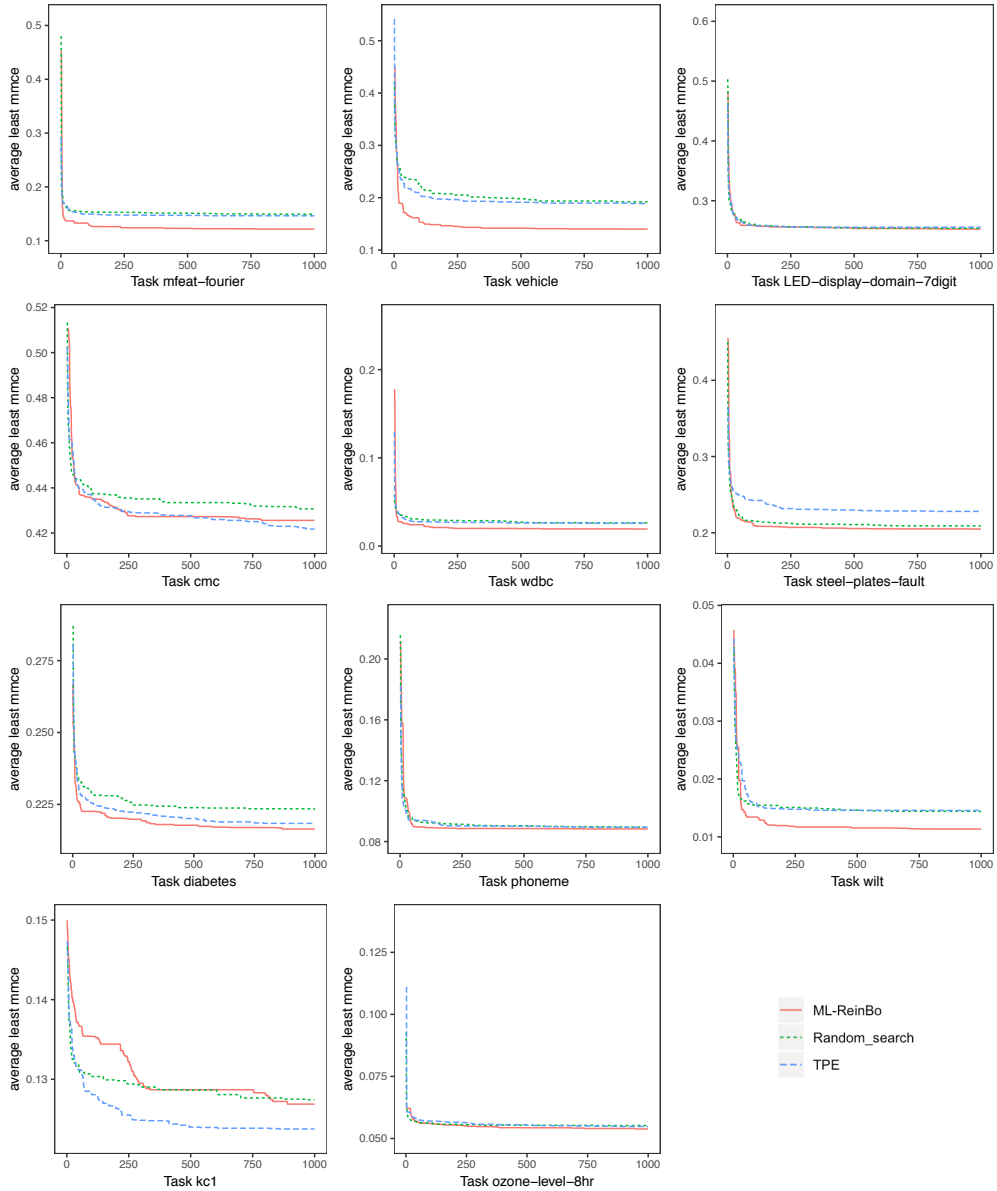 average least mmce
0.5
0.4
0.3
0.2
0.1
0 250 500 750 1000
Task mfeat−fourier
average least mmce
0.5
0.4
0.3
0.2
0.1
0 250 500 750 1000
Task vehicle
average least mmce
0.6
0.5
0.4
0.3
0 250 500 750 1000
Task LED−display−domain−7digit
average least mmce
0.52
0.50
0.48
0.46
0.44
0.42
0 250 500 750 1000
Task cmc
average least mmce
0.2
0.1
0.0
0 250 500 750 1000
Task wdbc
average least mmce
0.4
0.3
0.2
0 250 500 750 1000
Task steel−plates−fault
average least mmce
0.275
0.250
0.225
0 250 500 750 1000
Task diabetes
average least mmce
0.20
0.16
0.12
0.08
0 250 500 750 1000
Task phoneme
average least mmce
0.05
0.04
0.03
0.02
0.01
0 250 500 750 1000
Task wilt
average least mmce
0.15
0.14
0.13
0 250 500 750 1000
Task kc1
average least mmce
0.125
0.100
0.075
0.050
0 250 500 750 1000
Task ozone−level−8hr
ML-ReinBo
Random_search
TPE